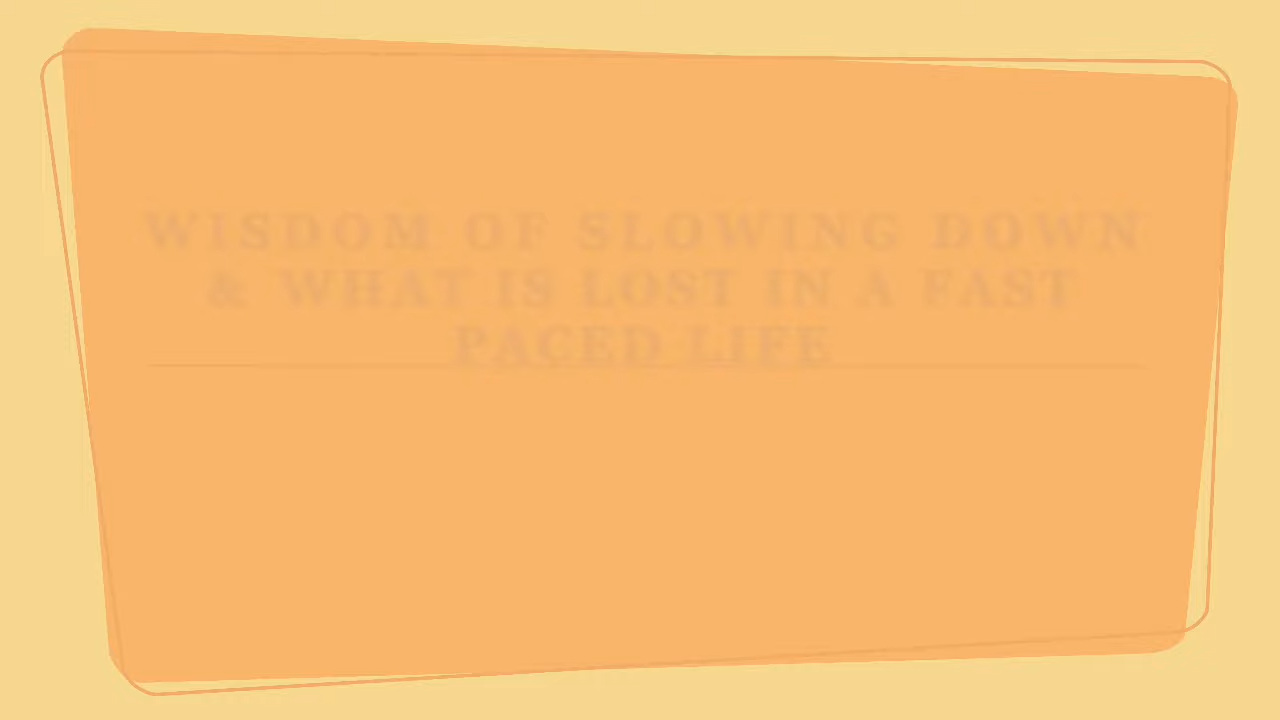 WISDOM OF SLOWING DOWN
& WHAT IS LOST IN A FAST
PACED LIFE